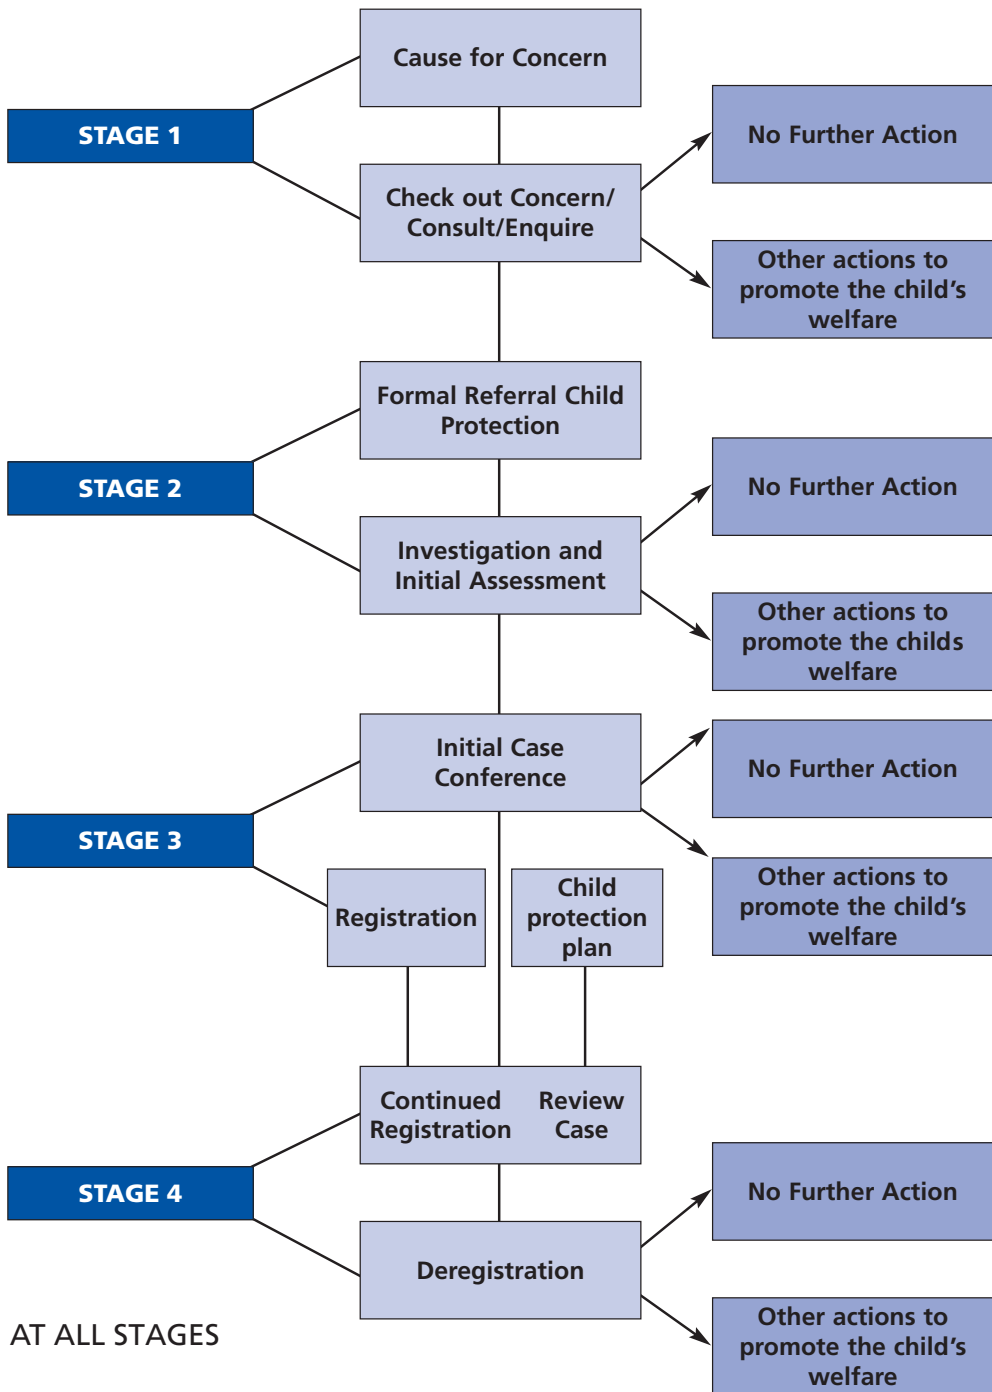 Cause for Concern
STAGE 1
No Further Action
Check out Concern/
Consult/Enquire
Other actions to
promote the child's
welfare
Formal Referral Child
Protection
STAGE 2
No Further Action
Investigation and
Initial Assessment
Other actions to
promote the childs
welfare
Initial Case
Conference
No Further Action
STAGE 3
Other actions to
promote the child's
welfare
Registration
Child
protection
plan
Continued
Registration
Review
Case
STAGE 4
No Further Action
Deregistration
Other actions to
promote the child's
welfare
AT ALL STAGES